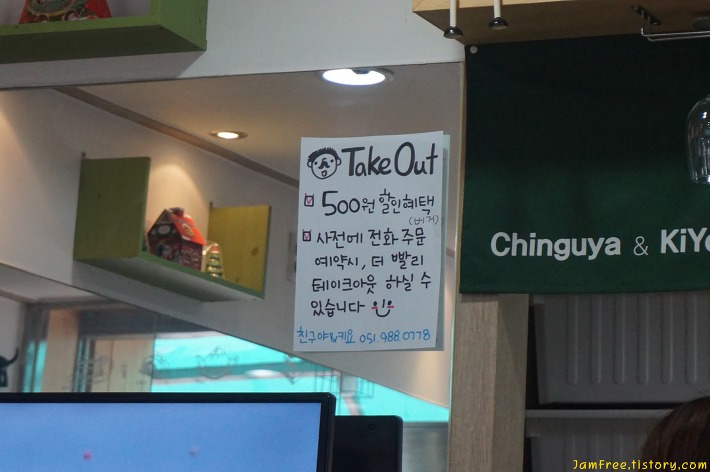 Take Out
500원 할인혜택
(버거)
사전에 전화 주문
예약시, 더 빨리
테이크아웃 하실 수
있습니다
친구야&키요 051.988.0778
Chinguya & KiYo
JamFree.tistory.com